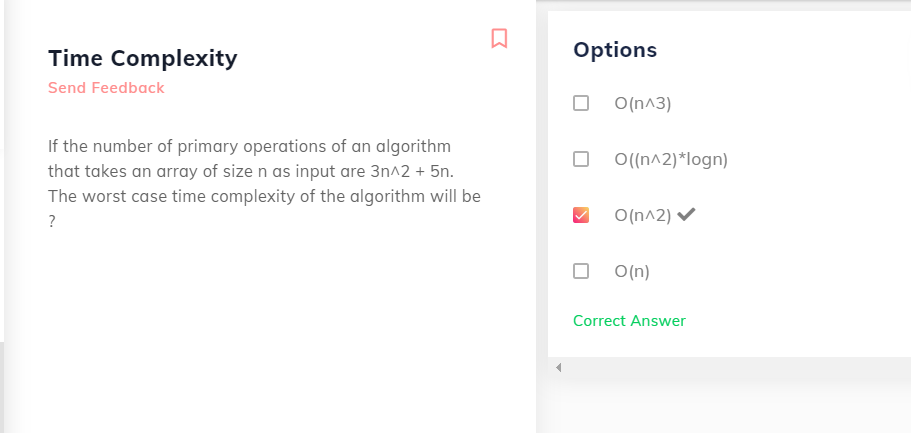 Time Complexity
Send Feedback
If the number of primary operations of an algorithm
that takes an array of size n as input are 3n^2 + 5n.
The worst case time complexity of the algorithm will be
?
Options
O(n^3)
O((n^2)*logn)
O(n^2)
O(n)
Correct Answer